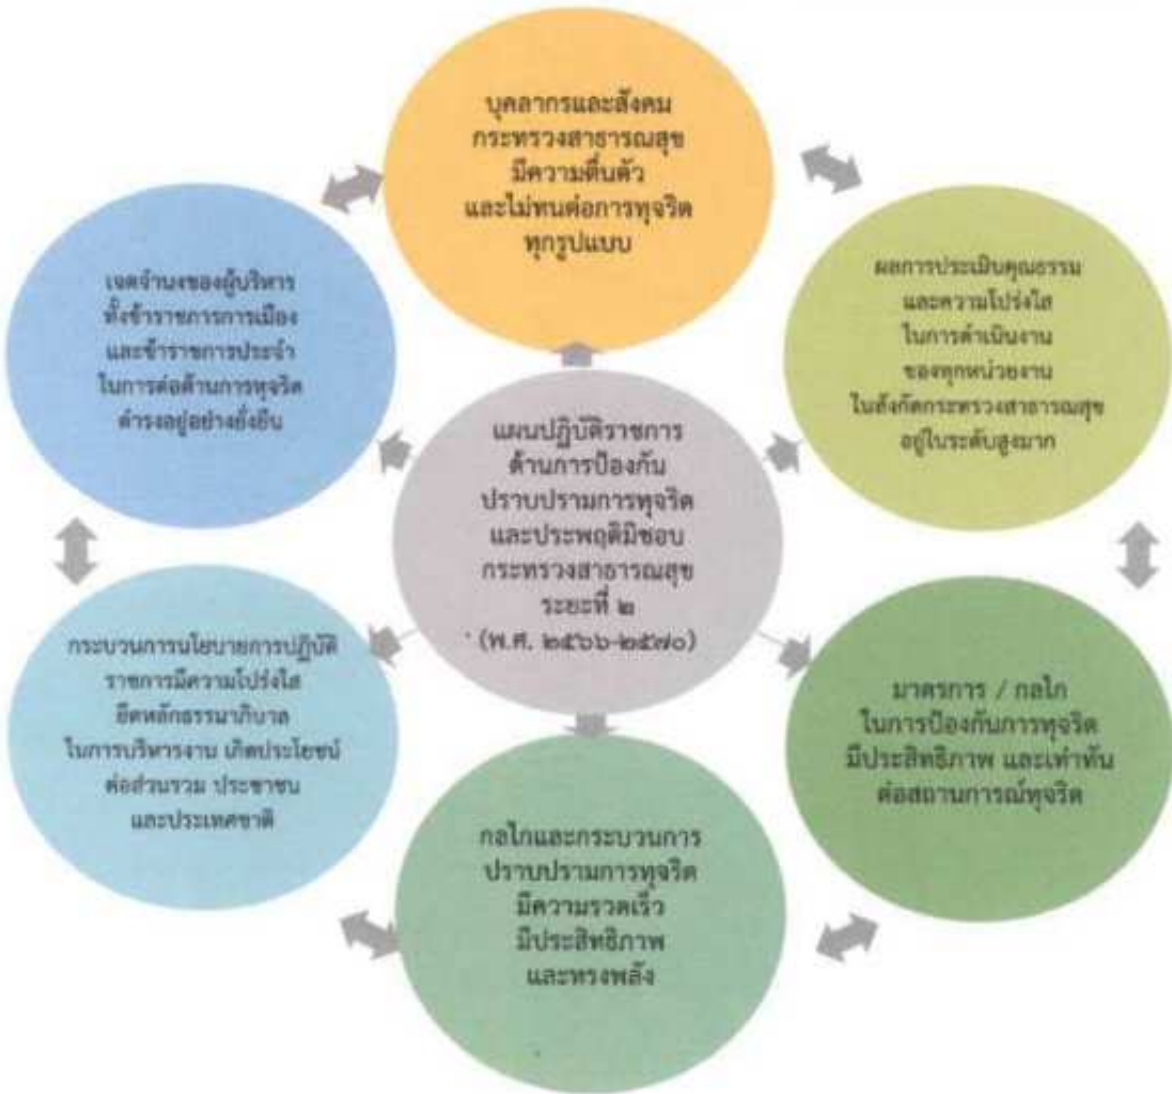 บุคลากรและสังคม
กระทรวงสาธารณสุข
มีความตื่นตัว
และไม่ทนต่อการทุจริต
ทุกรูปแบบ
เจตจำนงของผู้บริหาร
ทั้งข้าราชการการเมือง
และข้าราชการประจำ
ในการต่อต้านการทุจริต
ดำรงอยู่อย่างยั่งยืน
ผลการประเมินคุณธรรม
และความโปร่งใส
ในการดำเนินงาน
ของทุกหน่วยงาน
ในสังกัดกระทรวงสาธารณสุข
อยู่ในระดับสูงมาก
แผนปฏิบัติราชการ
ด้านการป้องกัน
ปราบปรามการทุจริต
และประพฤติมิชอบ
กระทรวงสาธารณสุข
ระยะที่ ๒
(พ.ศ. ๒๕๖๖-๒๕๗๐)
กระบวนการนโยบายการปฏิบัติ
ราชการมีความโปร่งใส
ยึดหลักธรรมาภิบาล
ในการบริหารงาน เกิดประโยชน์
ต่อส่วนรวม ประชาชน
และประเทศชาติ
มาตรการ / กลไก
ในการป้องกันการทุจริต
มีประสิทธิภาพ และเท่าทัน
ต่อสถานการณ์ทุจริต
กลไกและกระบวนการ
ปราบปรามการทุจริต
มีความรวดเร็ว
มีประสิทธิภาพ
และทรงพลัง